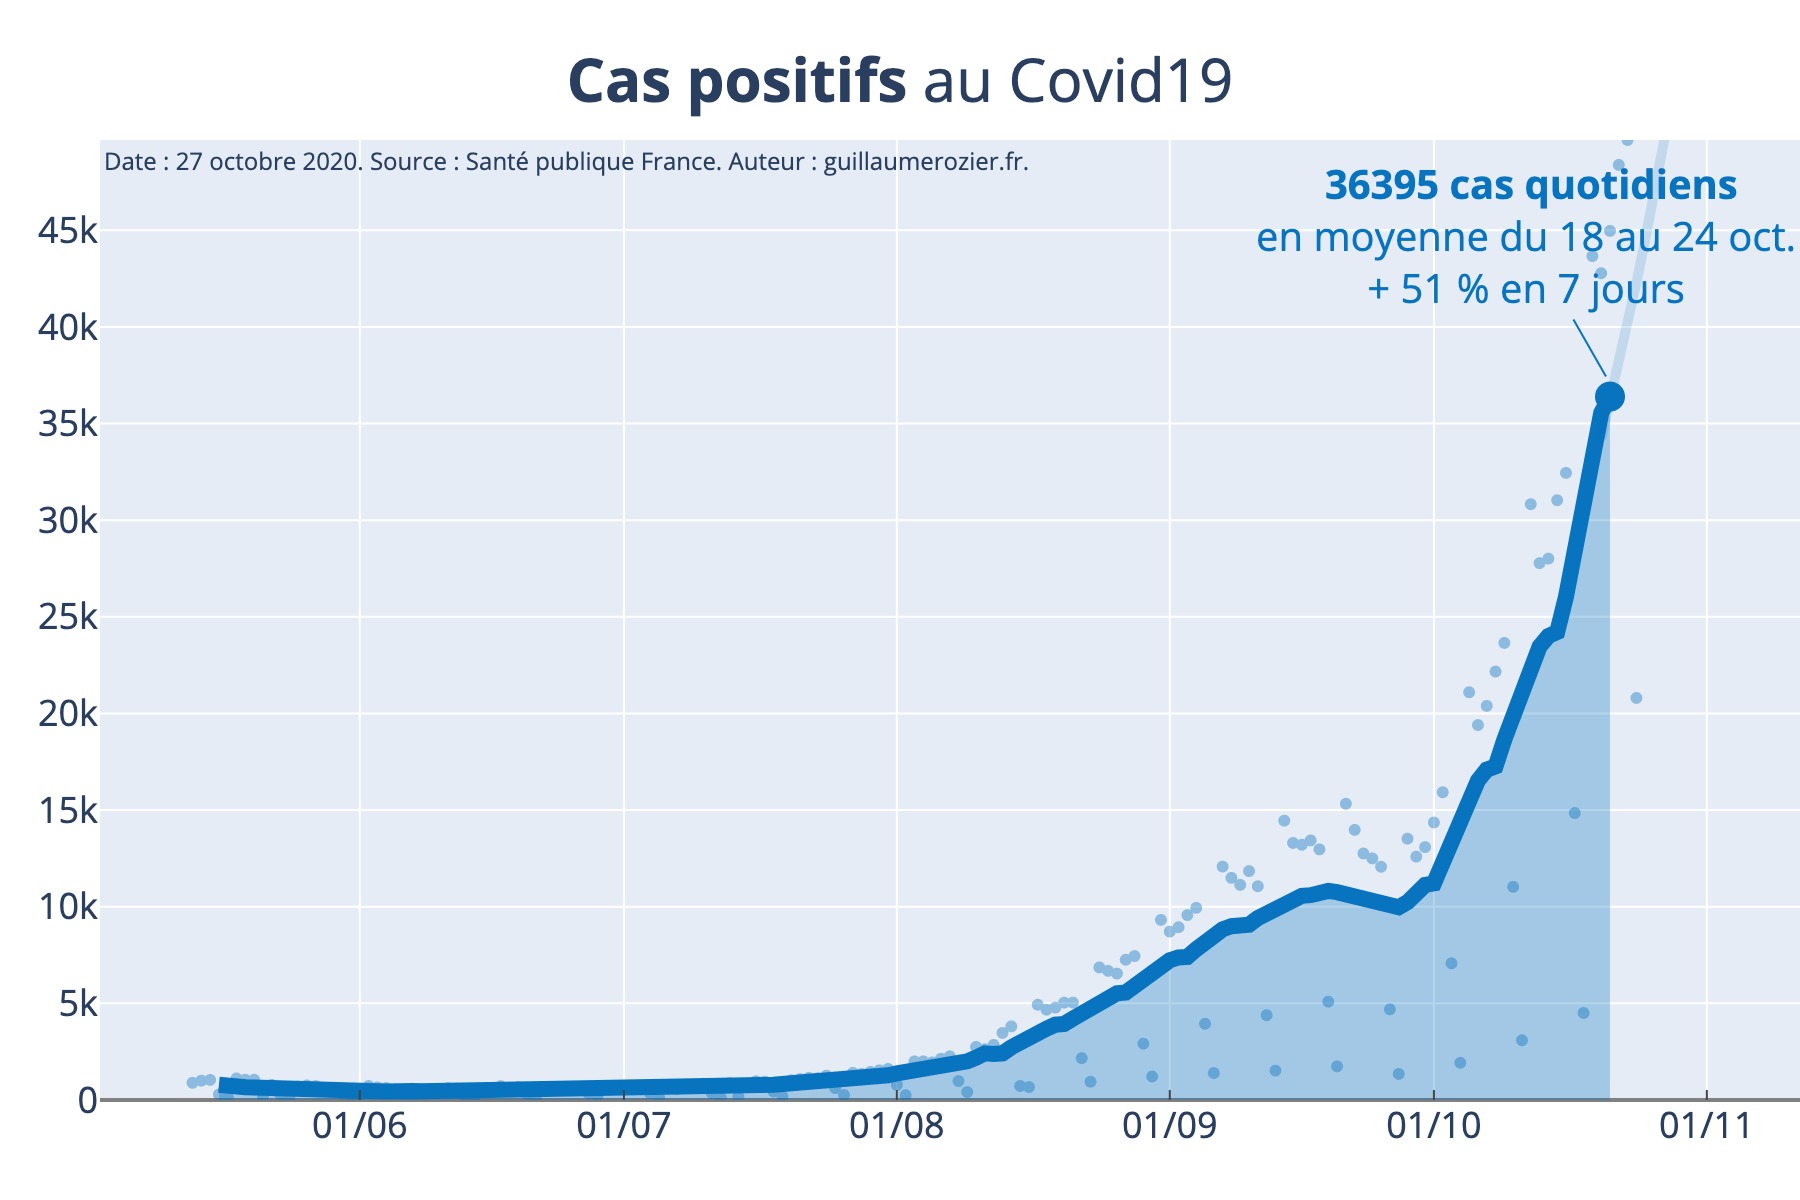 Cas positifs au Covid19
Date : 27 octobre 2020. Source : Santé publique France. Auteur : guillaumerozier.fr.
36395 cas quotidiens
en moyenne du 18 au 24 oct.
+ 51 % en 7 jours
45k
40k
35k
30k
25k
20k
15k
10k
5k
0
01/06
01/07
01/08
01/09
01/10
01/11